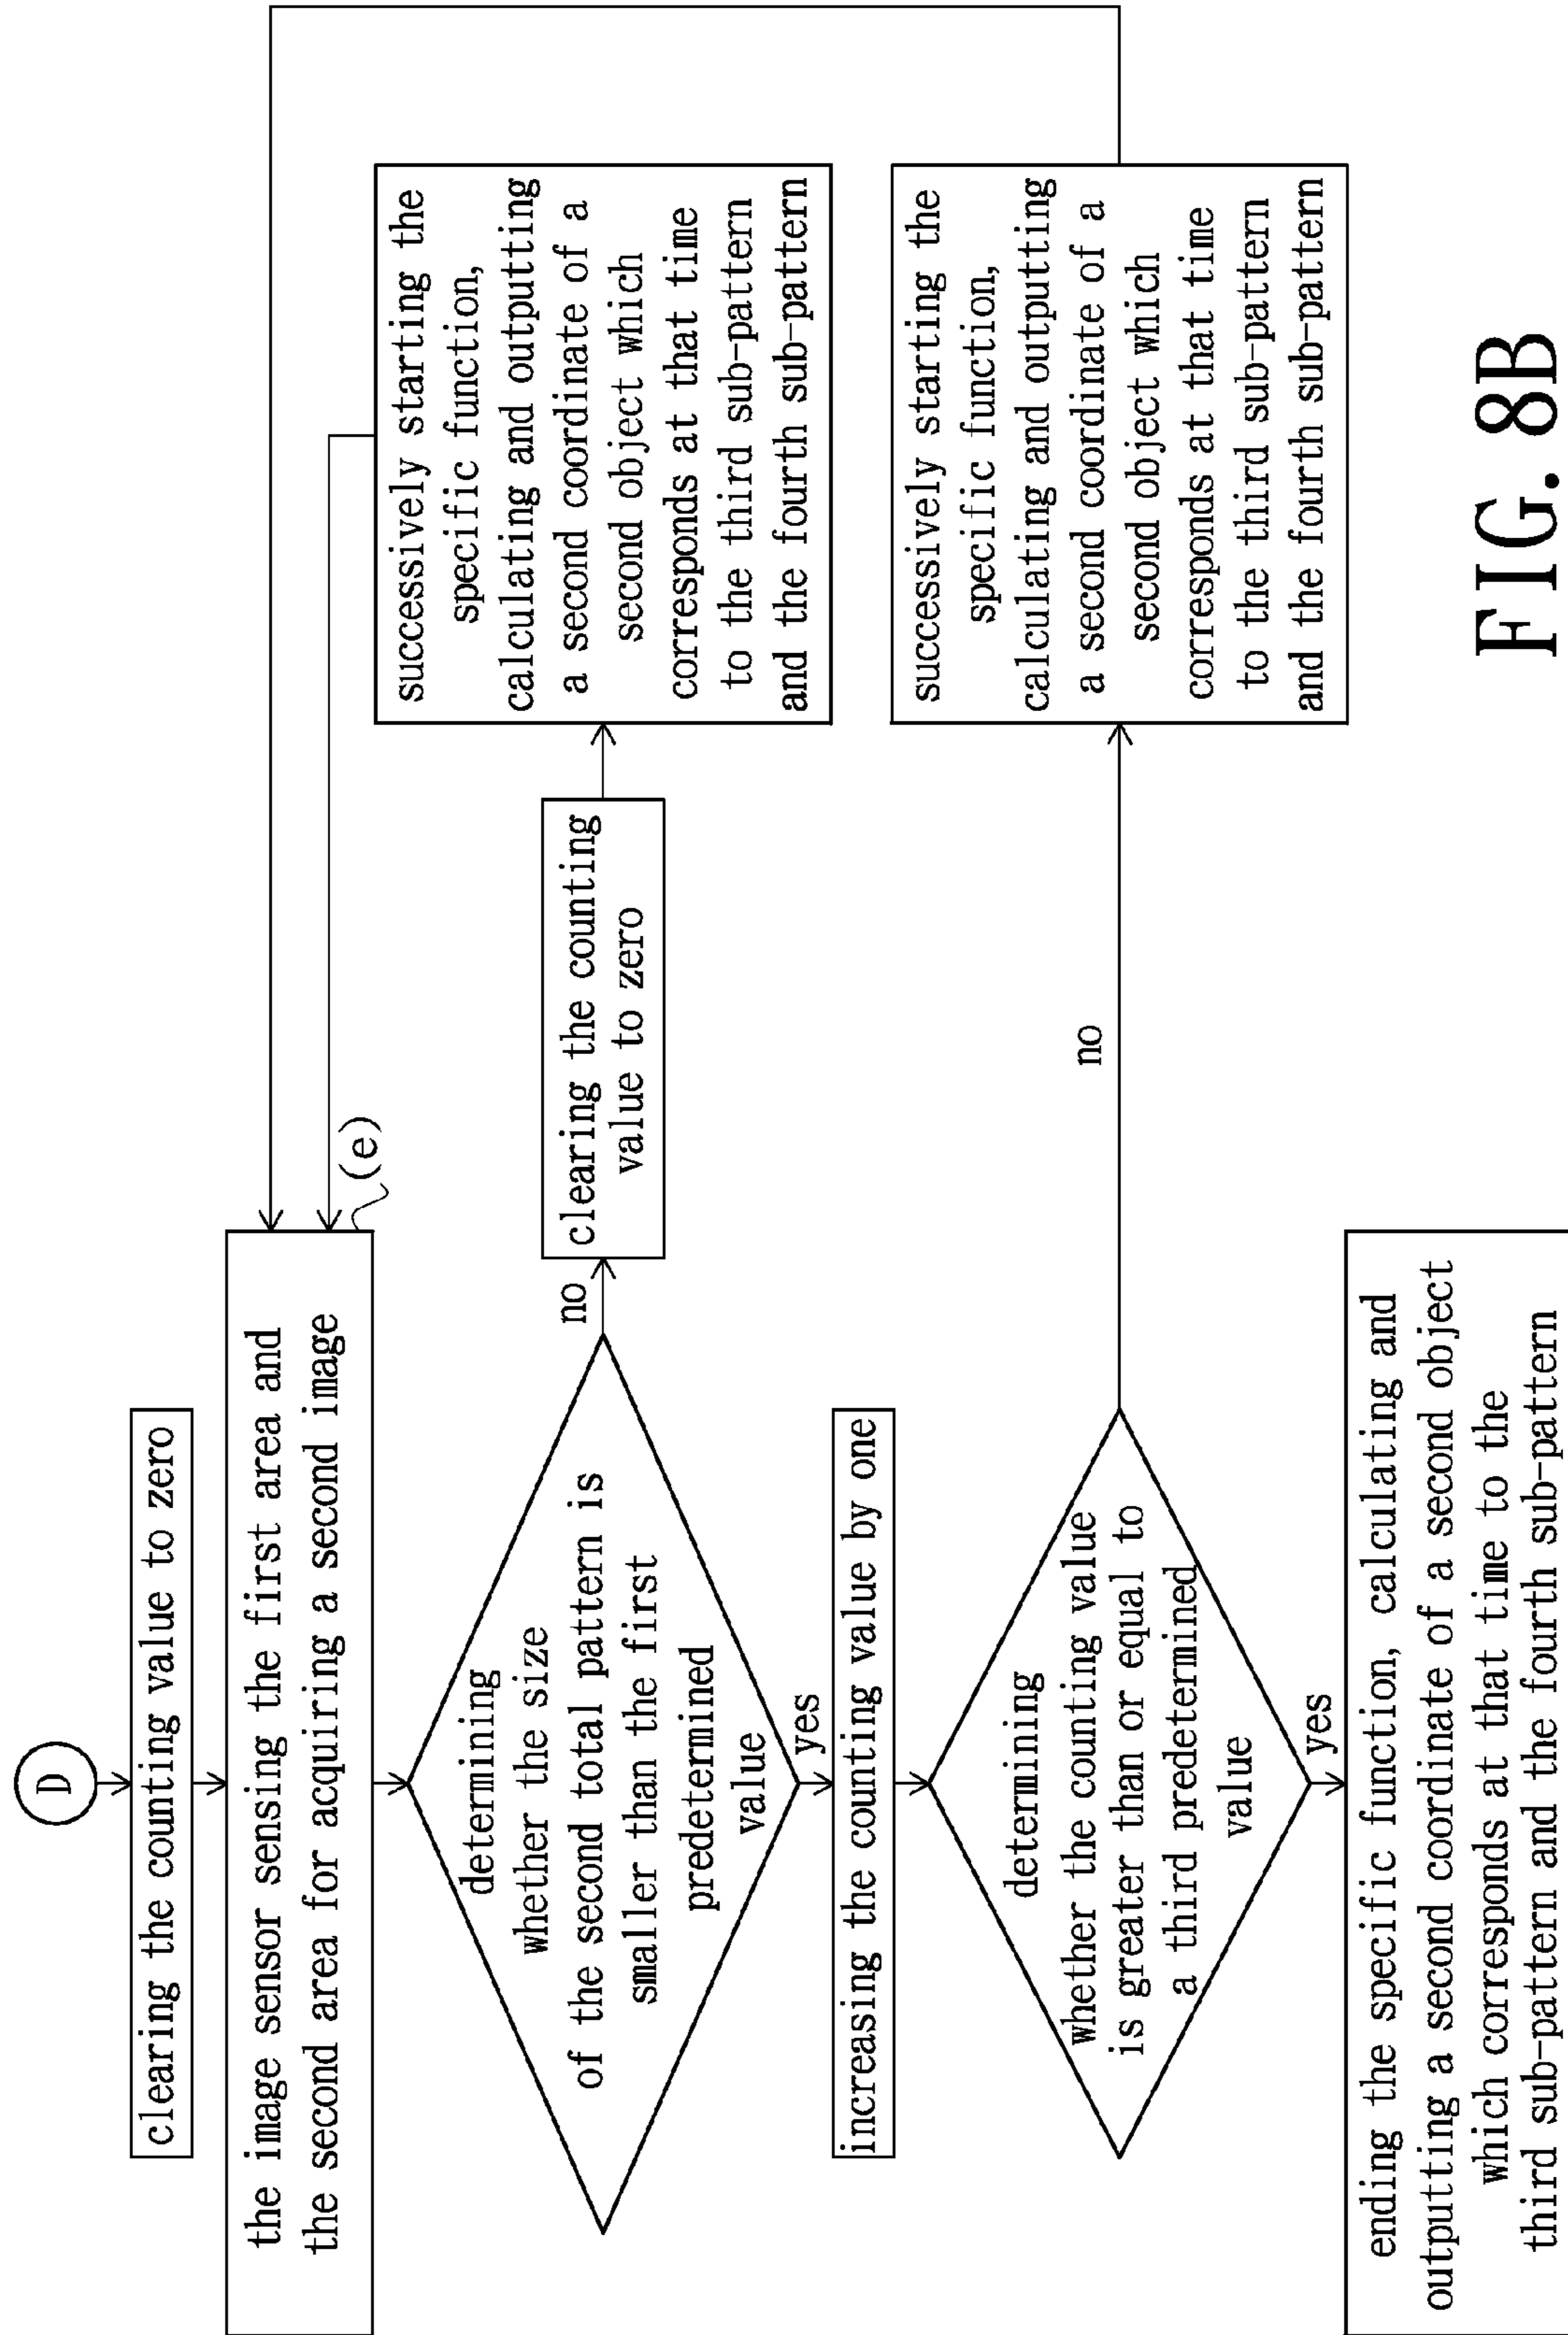 D
clearing the counting value to zero
the image sensor sensing the first area and
the second area for acquiring a second image
(e)
determining
whether the size
of the second total pattern is
smaller than the first
predetermined
value
no
clearing the counting
value to zero
successively starting the
specific function,
calculating and outputting
a second coordinate of a
second object which
corresponds at that time
to the third sub-pattern
and the fourth sub-pattern
yes
increasing the counting value by one
determining
whether the counting value
is greater than or equal to
a third predetermined
value
no
successively starting the
specific function,
calculating and outputting
a second coordinate of a
second object which
corresponds at that time
to the third sub-pattern
and the fourth sub-pattern
yes
ending the specific function, calculating and
outputting a second coordinate of a second object
which corresponds at that time to the
third sub-pattern and the fourth sub-pattern
FIG. 8B